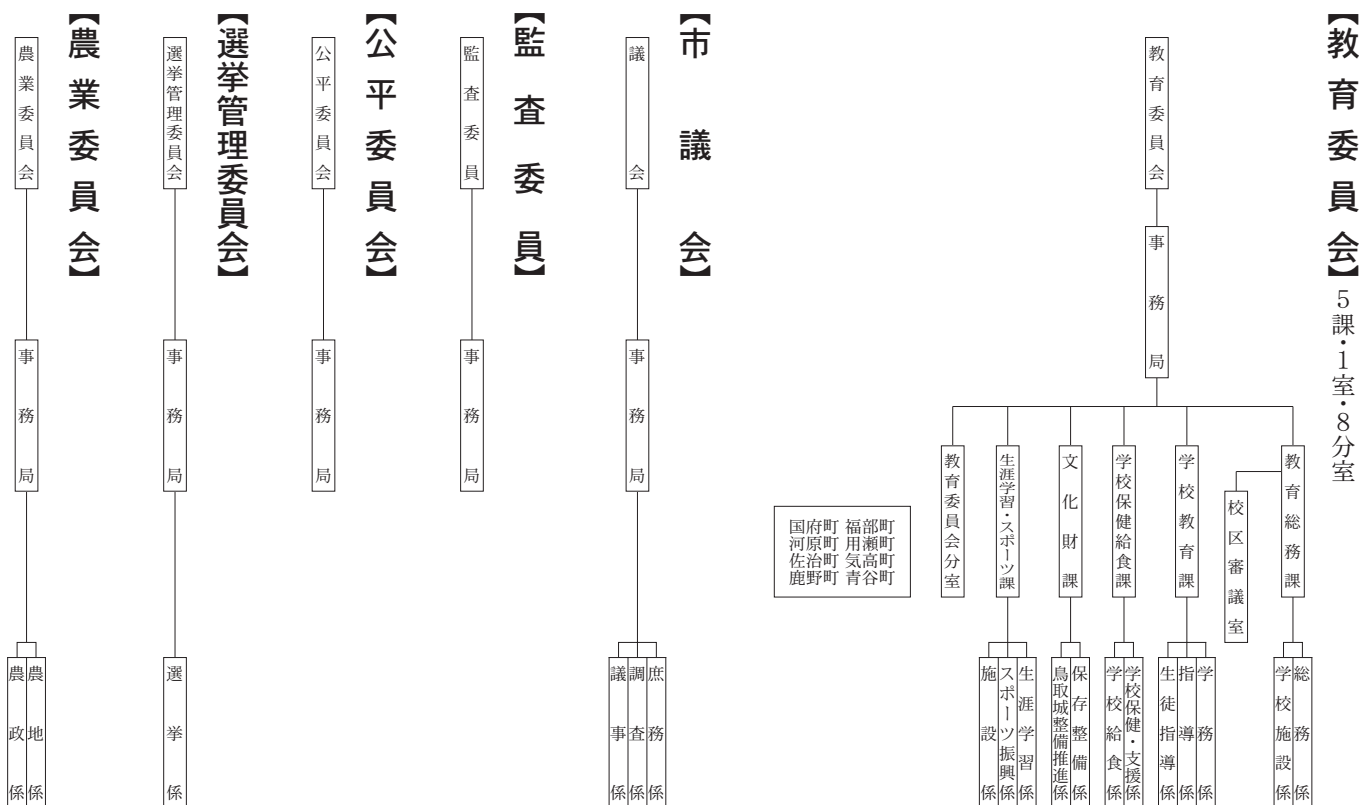 【教育委員会】5課・1室・8分室
教育委員会
事務局
教育総務課
校区審議室
学校教育課
学校保健給食課
文化財課
生涯学習・スポーツ課
教育委員会分室
国府町 福部町
河原町 用瀬町
佐治町 気高町
鹿野町 青谷町
総務係
学校施設係
学務係
指導係
生徒指導係
学校保健・支援係
学校給食係
保存整備係
鳥取城整備推進係
生涯学習係
スポーツ振興係
施設係
【市議会】
議会
事務局
庶務係
調査係
議事係
【監査委員】
監査委員
事務局
【公平委員会】
公平委員会
事務局
【選挙管理委員会】
選挙管理委員会
事務局
選挙係
【農業委員会】
農業委員会
事務局
農地係
農政係